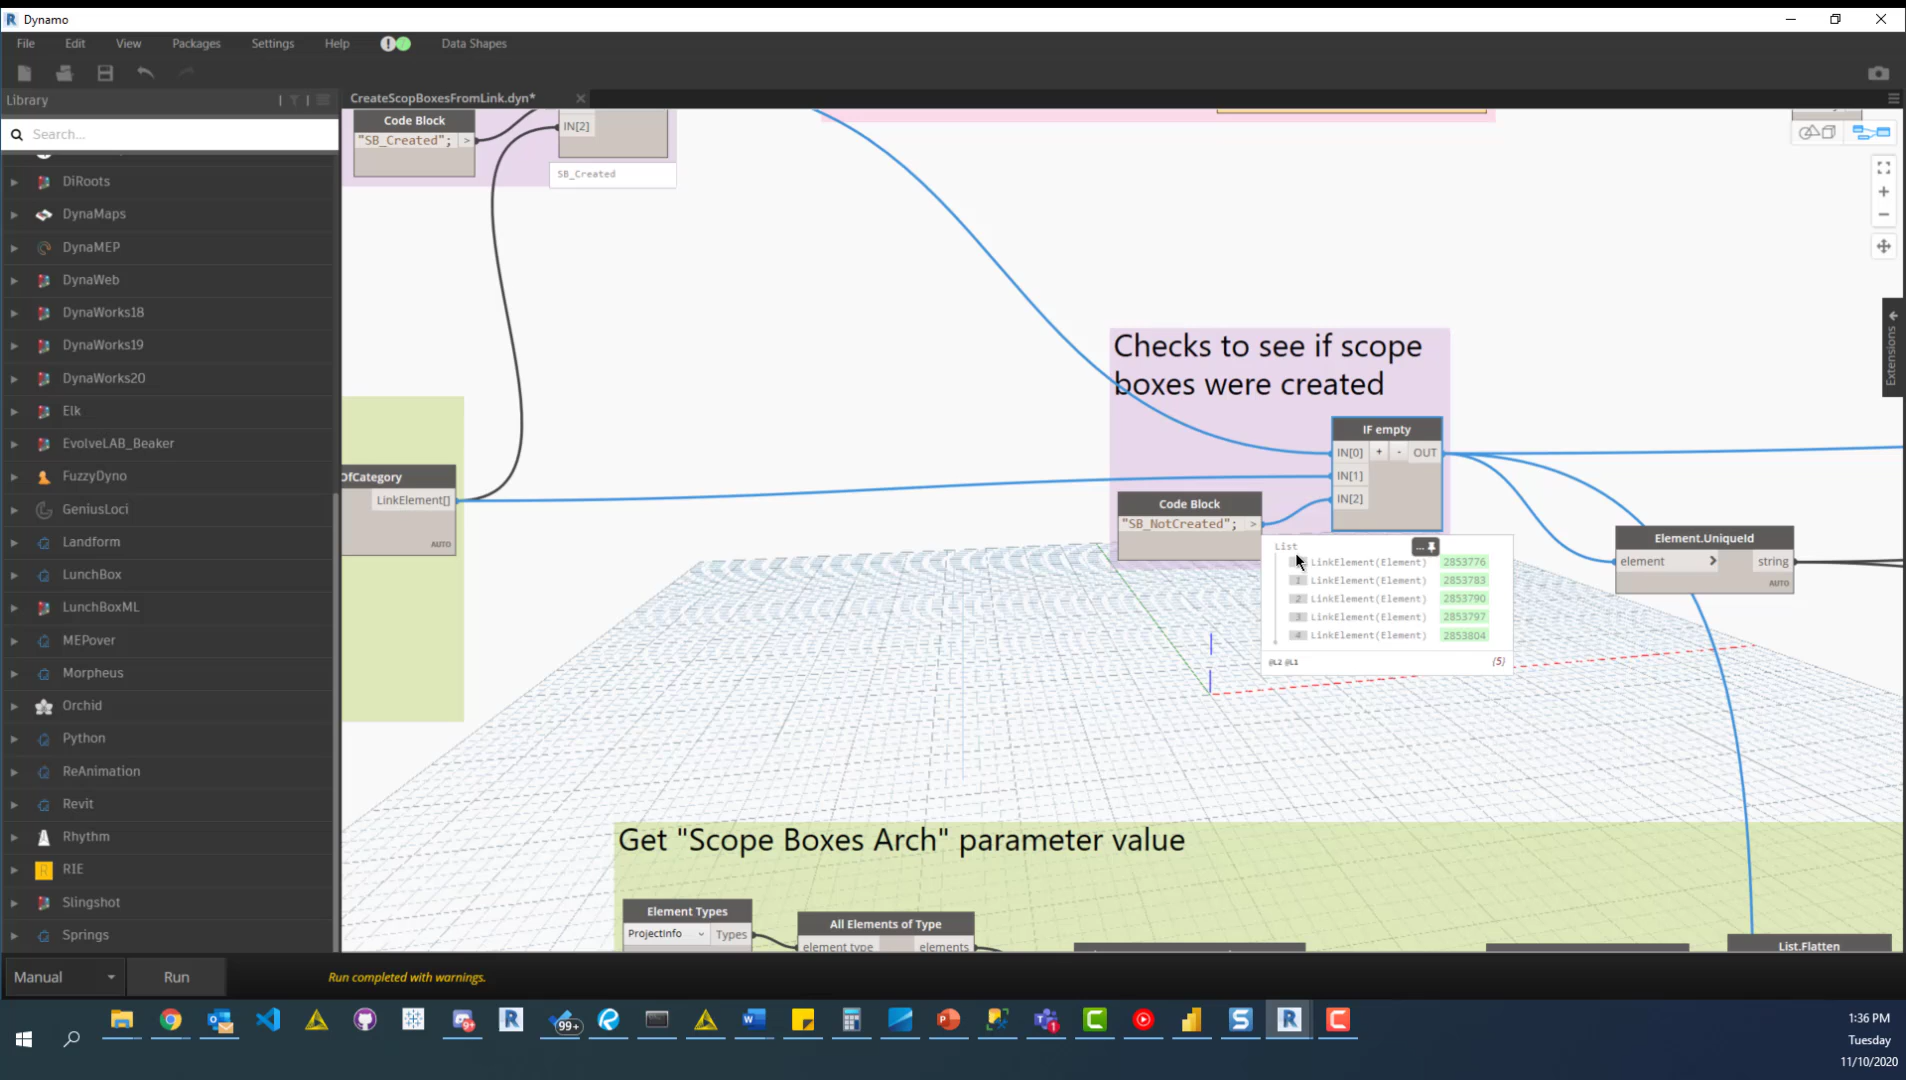 Dynamo
File Edit View Packages Settings Help Data Shapes
Library
CreateScopBoxesFromLink.dyn*
Search...
DiRoots
DynaMaps
DynaMEP
DynaWeb
DynaWorks18
DynaWorks19
DynaWorks20
Elk
EvolveLAB_Beaker
FuzzyDyno
GeniusLoci
Landform
LunchBox
LunchBoxML
MEPover
Morpheus
Orchid
Python
ReAnimation
Revit
Rhythm
RIE
Slingshot
Springs
Code Block
"SB_Created"; >
IN[2]
SB_Created
OfCategory
LinkElement[]
AUTO
Checks to see if scope
boxes were created
IF empty
IN[0] + - OUT
IN[1]
IN[2]
Code Block
"SB_NotCreated"; >
List
LinkElement(Element) 2853776
1 LinkElement(Element) 2853783
2 LinkElement(Element) 2853790
3 LinkElement(Element) 2853797
4 LinkElement(Element) 2853804
@L2 @L1 {5}
Element.UniqueId
element > string
AUTO
Extensions
Get "Scope Boxes Arch" parameter value
Element Types
ProjectInfo Types
All Elements of Type
element type elements
List.Flatten
Manual Run Run completed with warnings.
99+
1:36 PM
Tuesday
11/10/2020